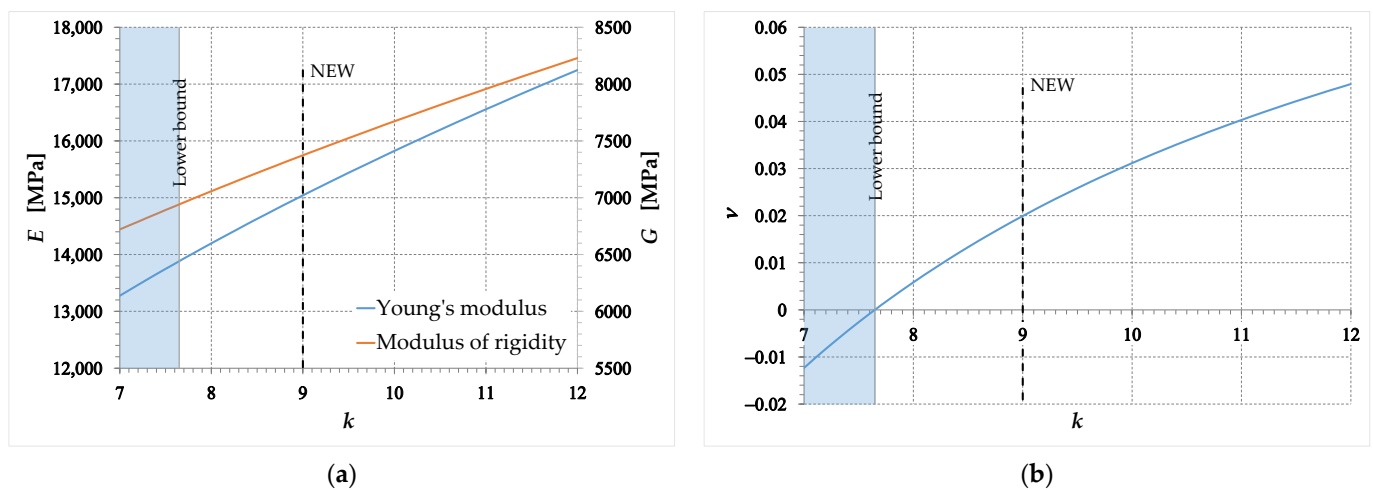 18,000
17,000
16,000
15,000
14,000
13,000
12,000
E [MPa]
8500
8000
7500
7000
6500
6000
5500
G [MPa]
Lower bound
NEW
Young's modulus
Modulus of rigidity
7 8 9 10 11 12
k
(a)
0.06
0.05
0.04
0.03
0.02
0.01
0
−0.01
−0.02
ν
Lower bound
NEW
7 8 9 10 11 12
k
(b)